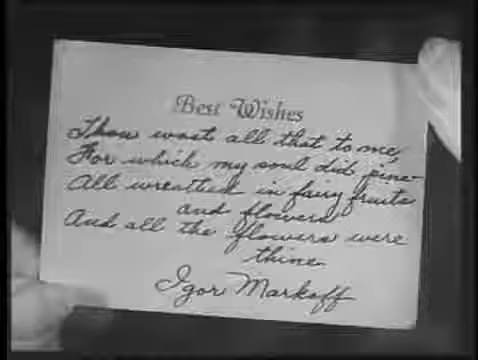 Best Wishes
Thou wast all that to me,
For which my soul did pine-
All wreathed in fairy fruits
and flowers
And all the flowers were
thine
Igor Markoff